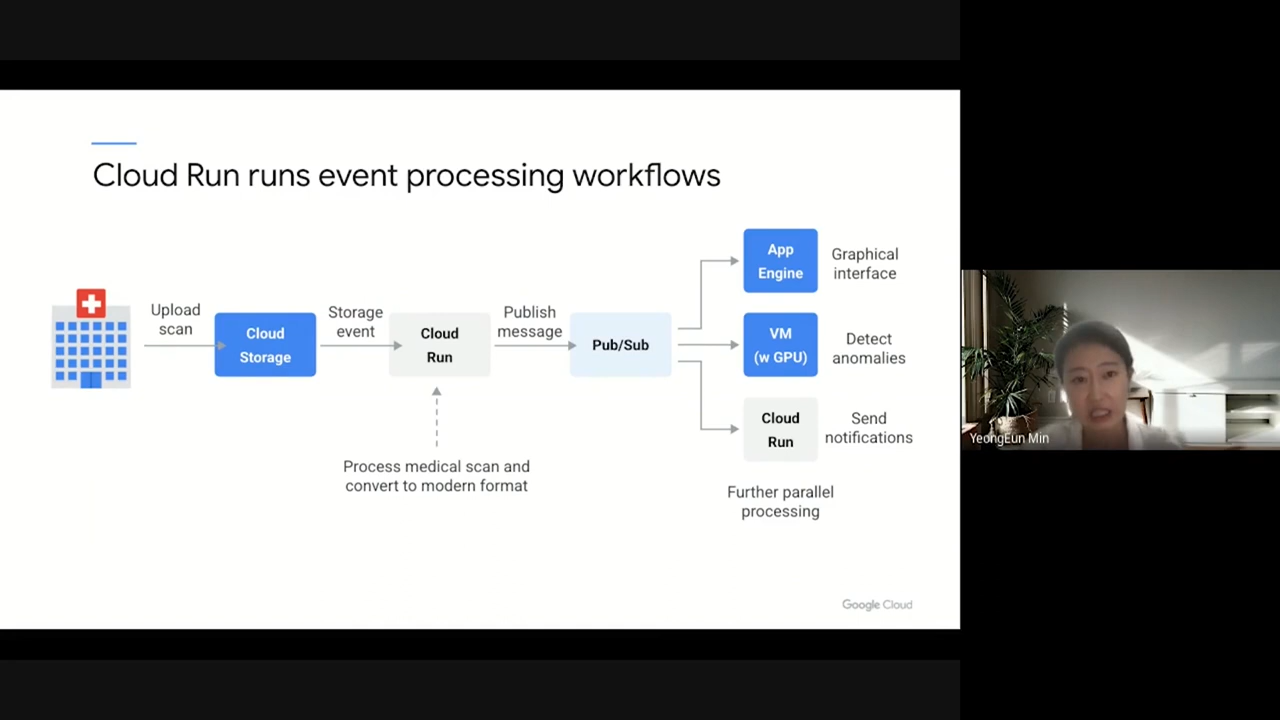 Cloud Run runs event processing workflows
Upload
scan
Cloud
Storage
Storage
event
Cloud
Run
Publish
message
Pub/Sub
App
Engine
Graphical
interface
VM
(w GPU)
Detect
anomalies
Cloud
Run
Send
notifications
Process medical scan and
convert to modern format
Further parallel
processing
Google Cloud
YeongEun Min